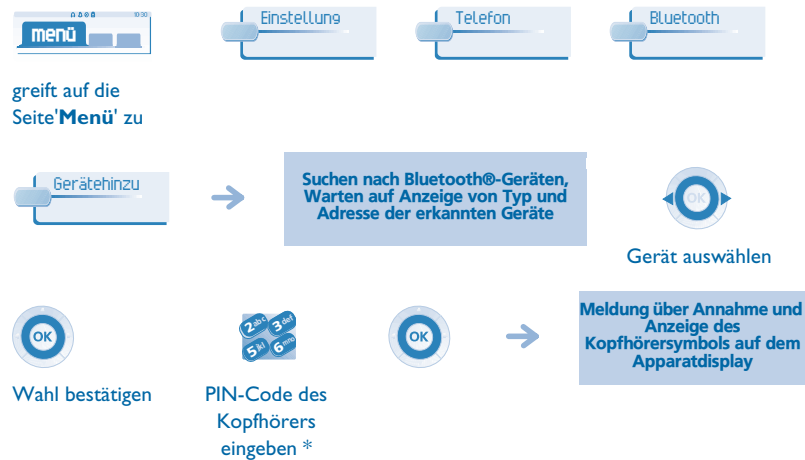 10:30
menü
Einstellung
Telefon
Bluetooth
greift auf die
Seite'Menü' zu
Gerätehinzu
Suchen nach Bluetooth®-Geräten,
Warten auf Anzeige von Typ und
Adresse der erkannten Geräte
OK
Gerät auswählen
OK
2abc 3def
5jkl 6mno
OK
Meldung über Annahme und
Anzeige des
Kopfhörersymbols auf dem
Apparatdisplay
Wahl bestätigen
PIN-Code des
Kopfhörers
eingeben *